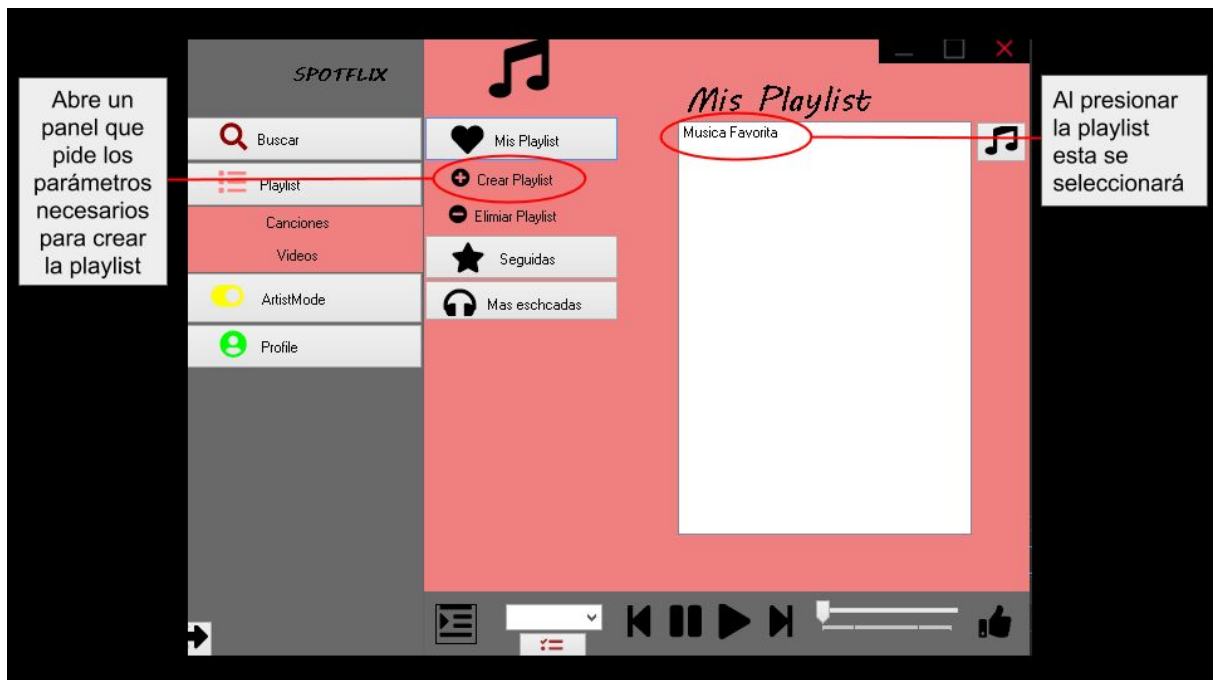 Abre un
panel que
pide los
parámetros
necesarios
para crear
la playlist
SPOTFLIX
Buscar
Playlist
Canciones
Videos
ArtistMode
Profile
Mis Playlist
Crear Playlist
Elimiar Playlist
Seguidas
Mas eschcadas
Mis Playlist
Musica Favorita
Al presionar
la playlist
esta se
seleccionará